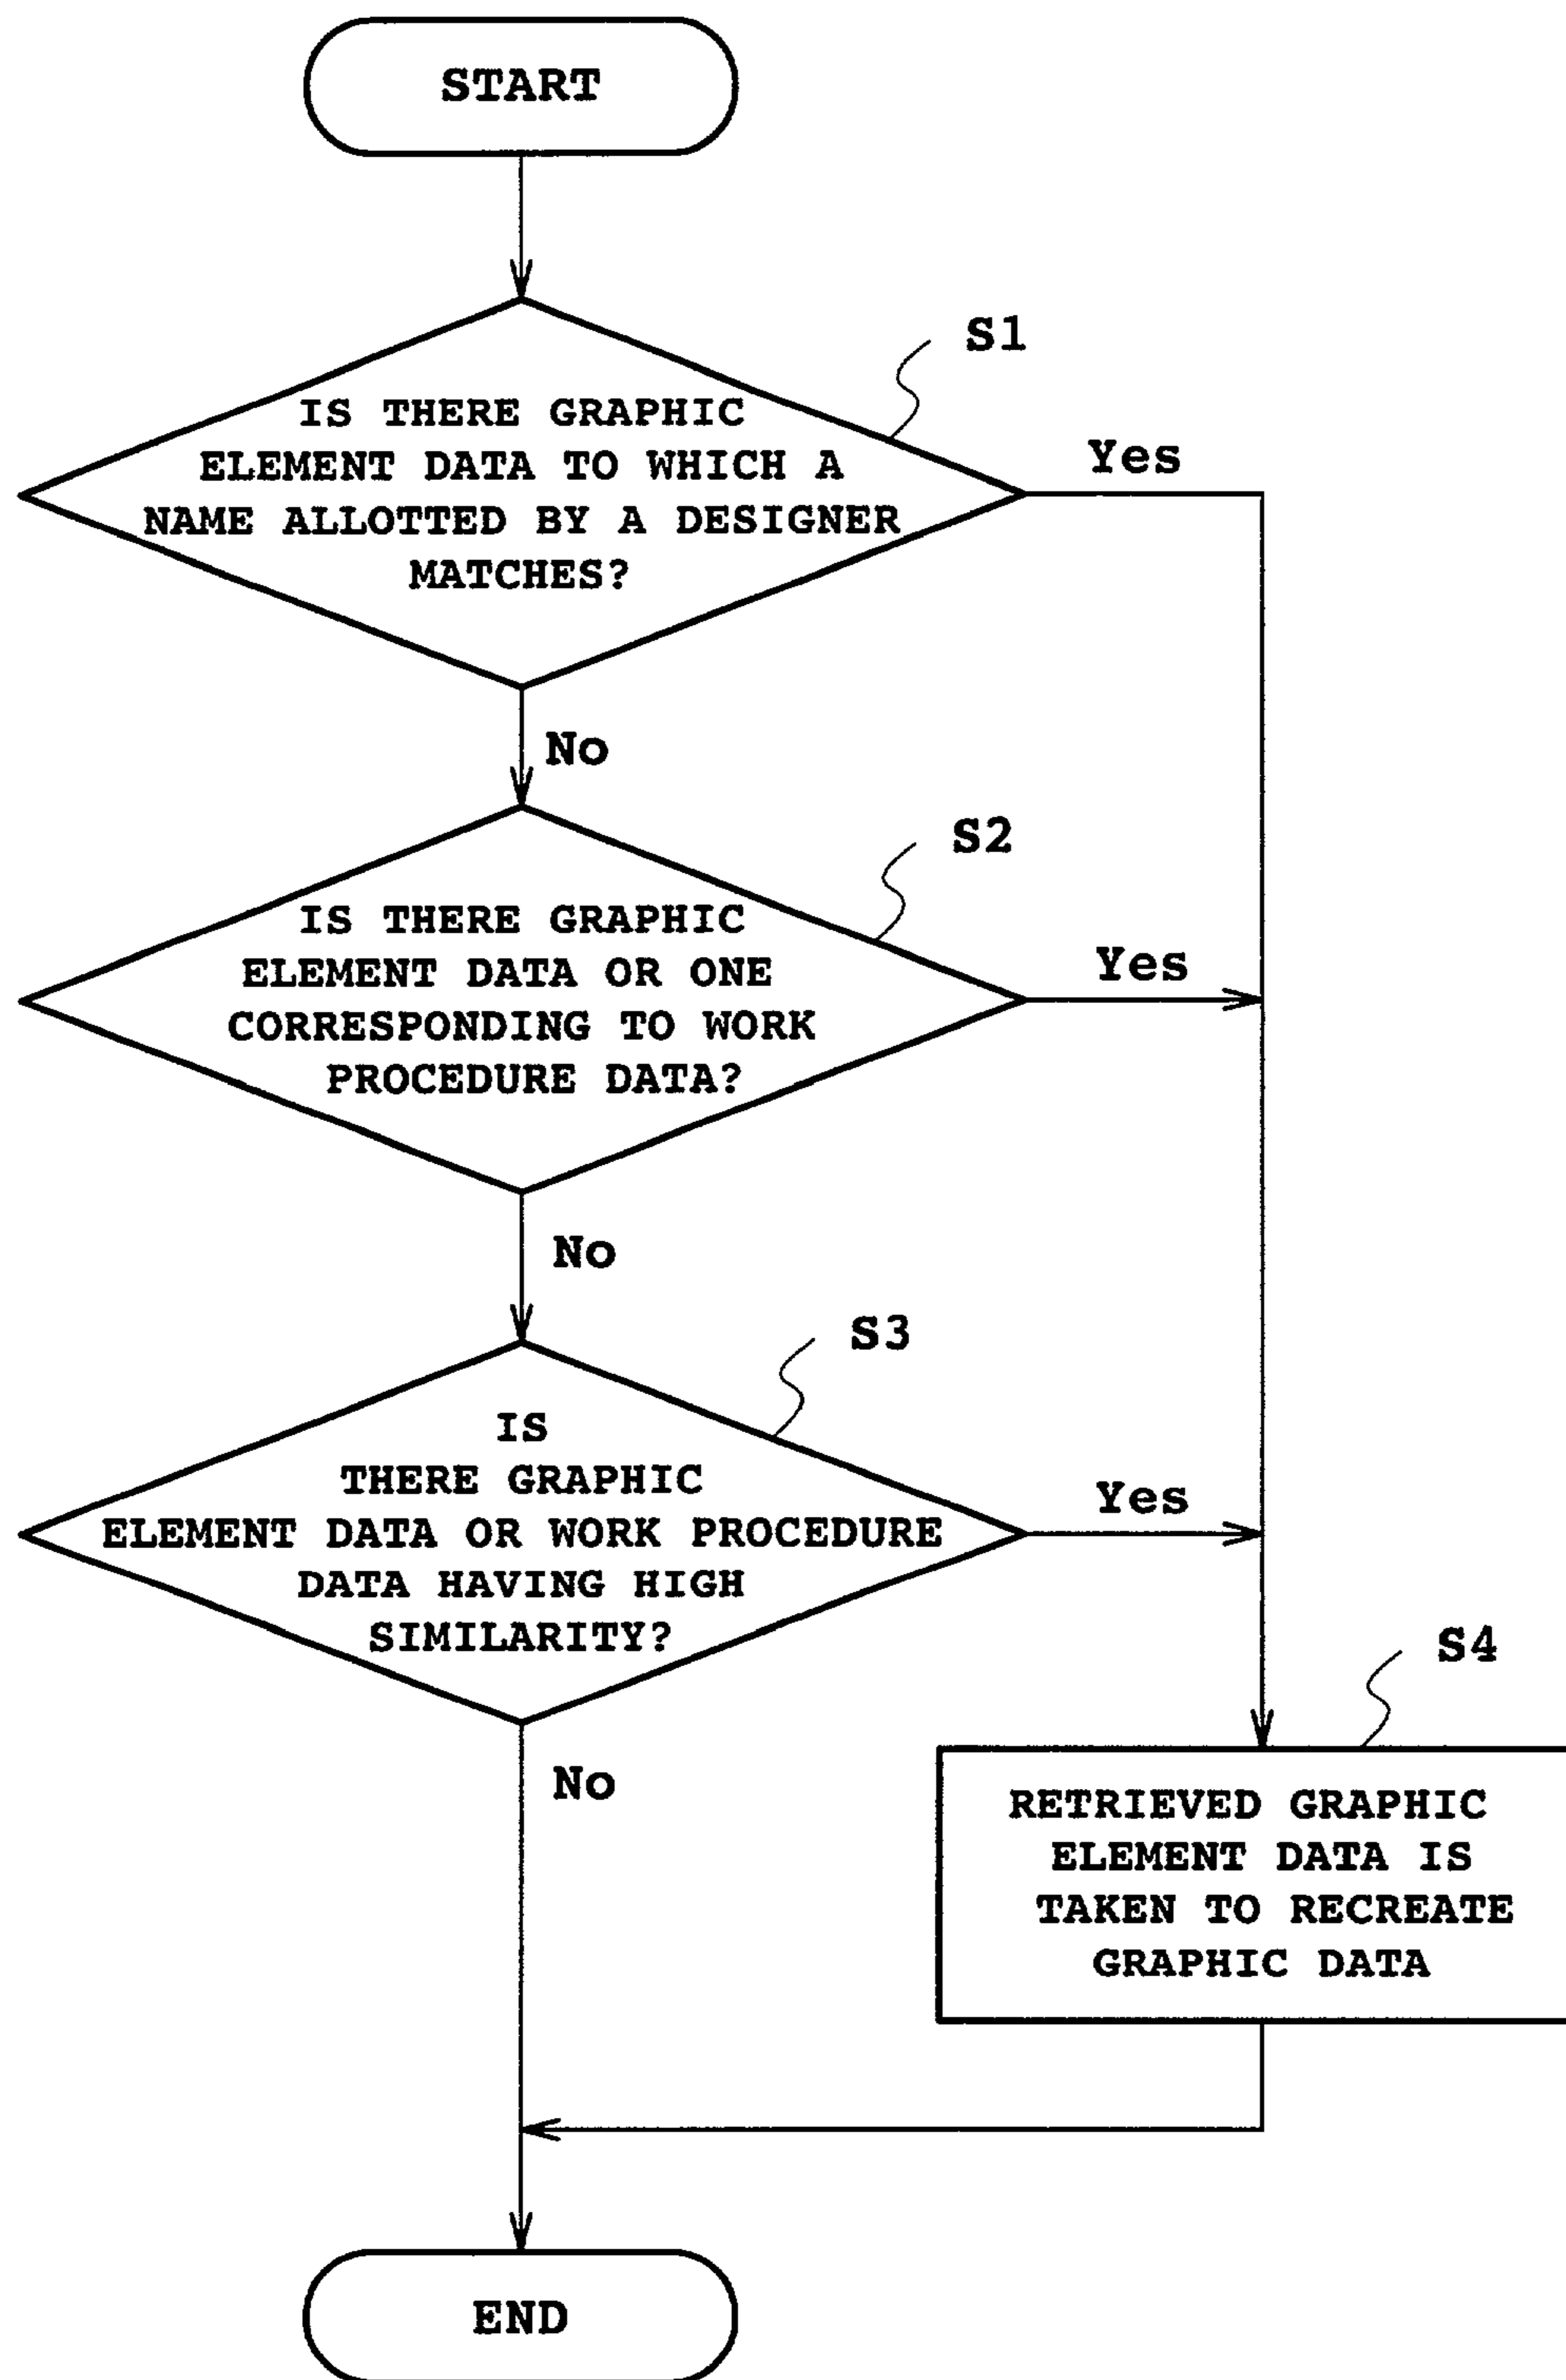 START
S1
IS THERE GRAPHIC
ELEMENT DATA TO WHICH A
NAME ALLOTTED BY A DESIGNER
MATCHES?
Yes
No
S2
IS THERE GRAPHIC
ELEMENT DATA OR ONE
CORRESPONDING TO WORK
PROCEDURE DATA?
Yes
No
S3
IS
THERE GRAPHIC
ELEMENT DATA OR WORK PROCEDURE
DATA HAVING HIGH
SIMILARITY?
Yes
No
S4
RETRIEVED GRAPHIC
ELEMENT DATA IS
TAKEN TO RECREATE
GRAPHIC DATA
END